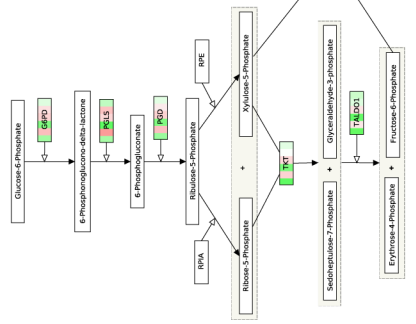 Glucose-6-Phosphate
G6PD
6-Phosphonoglucono-delta-lactone
PGLS
6-Phosphogluconate
PGD
Ribulose-5-Phosphate
RPE
RPIA
Xylulose-5-Phosphate
+
Ribose-5-Phosphate
TKT
Glyceraldehyde-3-phosphate
+
Sedoheptulose-7-Phosphate
TALDO1
Fructose-6-Phosphate
+
Erythrose-4-Phosphate